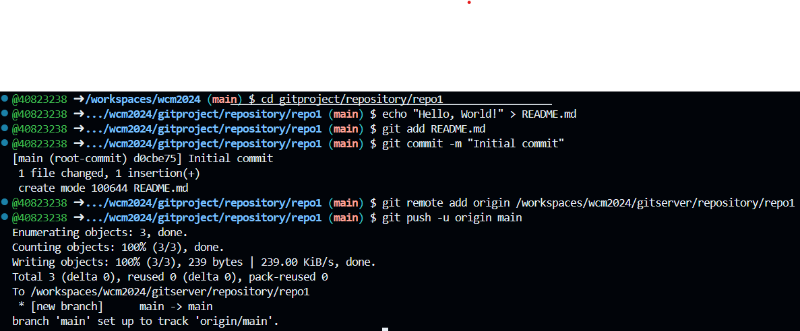 @40823238 ➜/workspaces/wcm2024 (main) $ cd gitproject/repository/repo1
@40823238 ➜.../wcm2024/gitproject/repository/repo1 (main) $ echo "Hello, World!" > README.md
@40823238 ➜.../wcm2024/gitproject/repository/repo1 (main) $ git add README.md
@40823238 ➜.../wcm2024/gitproject/repository/repo1 (main) $ git commit -m "Initial commit"
[main (root-commit) d0cbe75] Initial commit
 1 file changed, 1 insertion(+)
 create mode 100644 README.md
@40823238 ➜.../wcm2024/gitproject/repository/repo1 (main) $ git remote add origin /workspaces/wcm2024/gitserver/repository/repo1
@40823238 ➜.../wcm2024/gitproject/repository/repo1 (main) $ git push -u origin main
Enumerating objects: 3, done.
Counting objects: 100% (3/3), done.
Writing objects: 100% (3/3), 239 bytes | 239.00 KiB/s, done.
Total 3 (delta 0), reused 0 (delta 0), pack-reused 0
To /workspaces/wcm2024/gitserver/repository/repo1
 * [new branch]      main -> main
branch 'main' set up to track 'origin/main'.